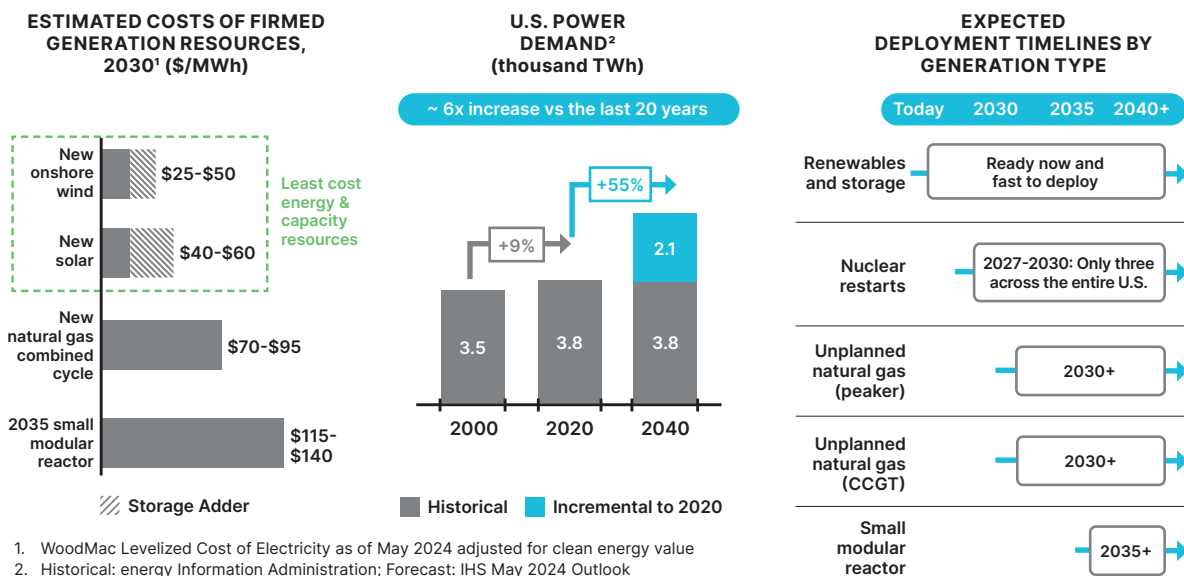 ESTIMATED COSTS OF FIRMED
GENERATION RESOURCES,
2030¹ ($/MWh)
New
onshore
wind
$25-$50
New
solar
$40-$60
Least cost
energy &
capacity
resources
New
natural gas
combined
cycle
$70-$95
2035 small
modular
reactor
$115-
$140
Storage Adder
U.S. POWER
DEMAND²
(thousand TWh)
~ 6x increase vs the last 20 years
+9%
+55%
3.5
3.8
2.1
3.8
2000
2020
2040
Historical
Incremental to 2020
EXPECTED
DEPLOYMENT TIMELINES BY
GENERATION TYPE
Today 2030 2035 2040+
Renewables
and storage
Ready now and
fast to deploy
Nuclear
restarts
2027-2030: Only three
across the entire U.S.
Unplanned
natural gas
(peaker)
2030+
Unplanned
natural gas
(CCGT)
2030+
Small
modular
reactor
2035+
1. WoodMac Levelized Cost of Electricity as of May 2024 adjusted for clean energy value
2. Historical: energy Information Administration; Forecast: IHS May 2024 Outlook